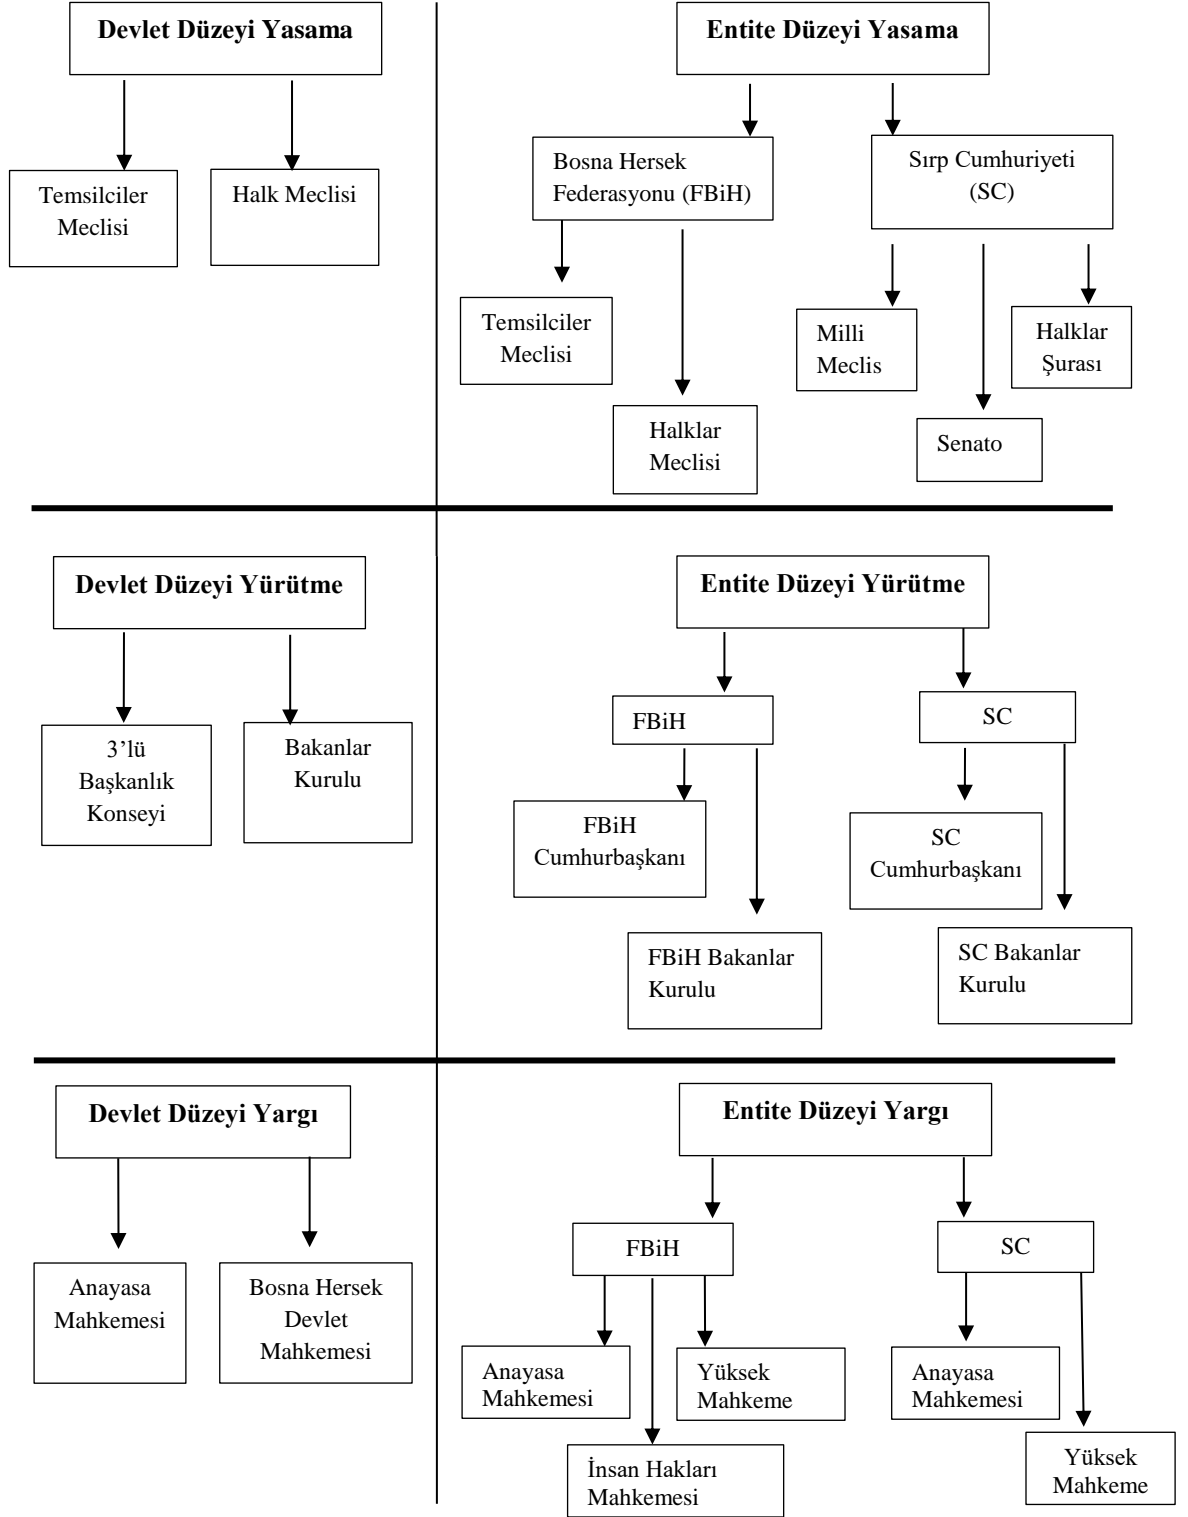 Devlet Düzeyi Yasama
Temsilciler
Meclisi
Halk Meclisi
Entite Düzeyi Yasama
Bosna Hersek
Federasyonu (FBiH)
Sırp Cumhuriyeti
(SC)
Temsilciler
Meclisi
Halklar
Meclisi
Milli
Meclis
Senato
Halklar
Şurası
Devlet Düzeyi Yürütme
3’lü
Başkanlık
Konseyi
Bakanlar
Kurulu
Entite Düzeyi Yürütme
FBiH
SC
FBiH
Cumhurbaşkanı
FBiH Bakanlar
Kurulu
SC
Cumhurbaşkanı
SC Bakanlar
Kurulu
Devlet Düzeyi Yargı
Anayasa
Mahkemesi
Bosna Hersek
Devlet
Mahkemesi
Entite Düzeyi Yargı
FBiH
SC
Anayasa
Mahkemesi
İnsan Hakları
Mahkemesi
Yüksek
Mahkeme
Anayasa
Mahkemesi
Yüksek
Mahkeme